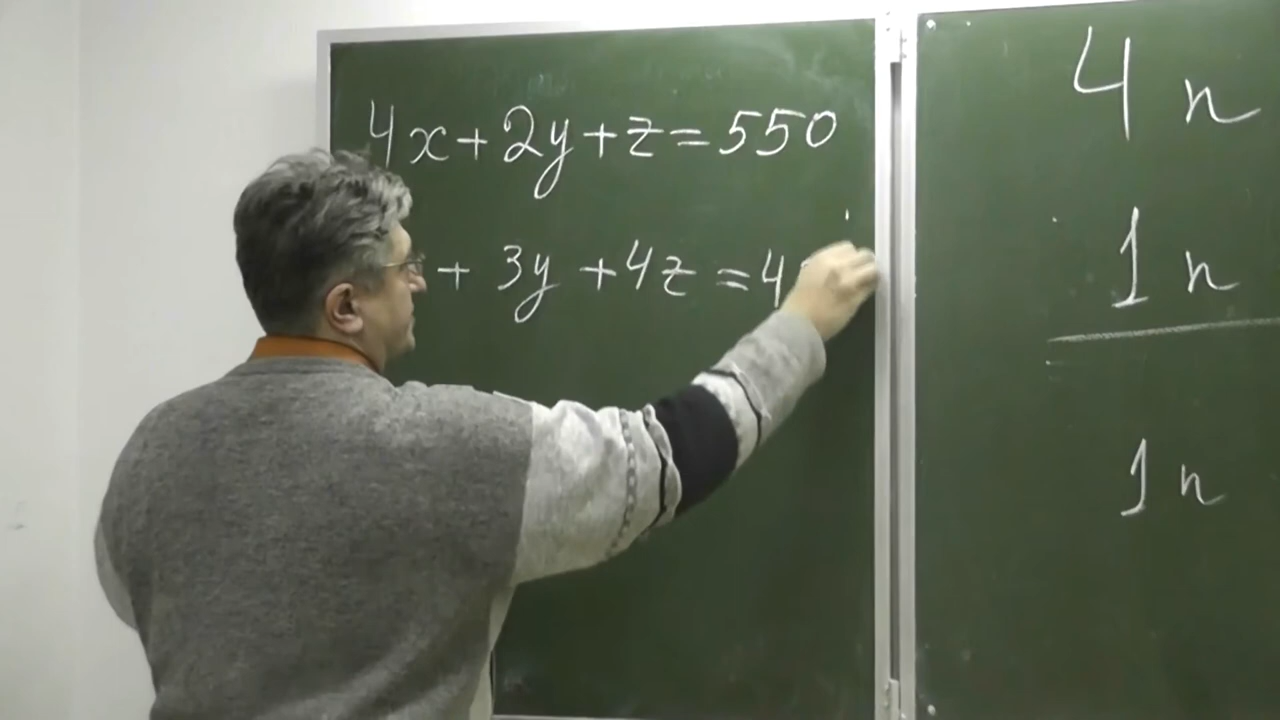 4x+2y+z=550
+ 3y +4z =4
4 п
1 п
1 п